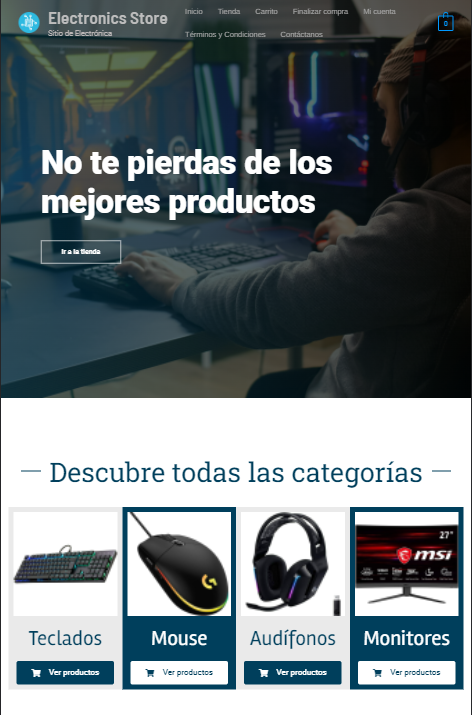 Electronics Store
Sitio de Electrónica
Inicio Tienda Carrito Finalizar compra Mi cuenta
Términos y Condiciones Contáctanos
0
No te pierdas de los
mejores productos
Ir a la tienda
Descubre todas las categorías
27"
msi
Teclados Mouse Audífonos Monitores
Ver productos Ver productos Ver productos Ver productos